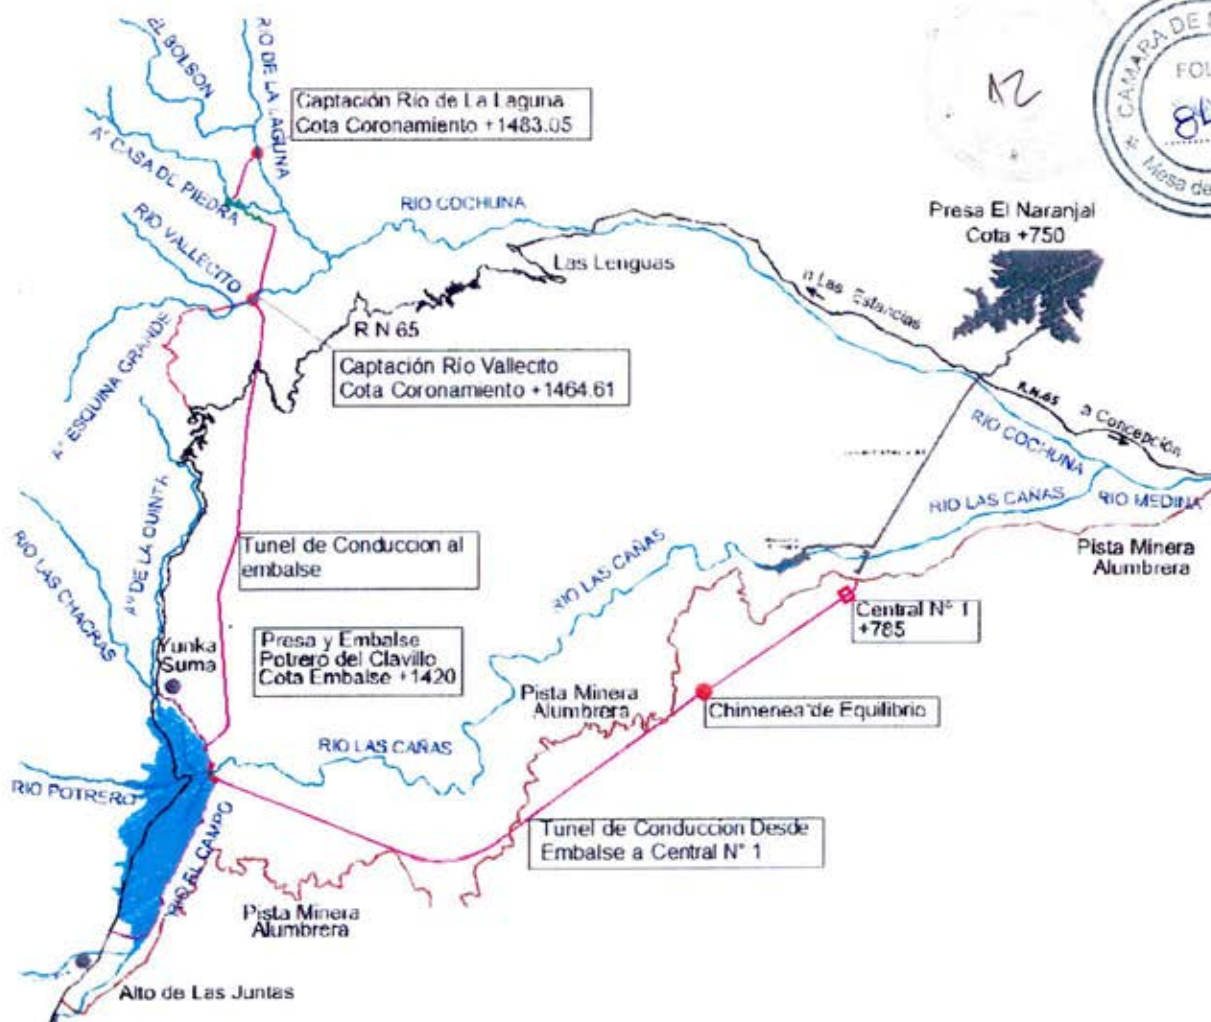 EL BOLSON
RIO DE LA LAGUNA
12
CAMARA DE
FOL
Mesa de
Captación Río de La Laguna
Cota Coronamiento +1483.05
A° CASA DE PIEDRA
RIO COCHUNA
RIO VALLECITO
Presa El Naranjal
Cota +750
Las Lenguas
a Las Estancias
R N 65
A° ESQUINA GRANDE
Captación Río Vallecito
Cota Coronamiento +1464.61
R.N.65
a Concepción
RIO COCHUNA
RIO LAS CAÑAS
RIO MEDINA
RIO LAS CHACRAS
A° DE LA QUINTA
Tunel de Conduccion al
embalse
RIO LAS CAÑAS
Pista Minera
Alumbrera
Central N° 1
+785
Yunka
Suma
Presa y Embalse
Potrero del Clavillo
Cota Embalse +1420
Pista Minera
Alumbrera
Chimenea de Equilibrio
RIO LAS CAÑAS
RIO POTRERO
RIO EL CAMPO
Tunel de Conduccion Desde
Embalse a Central N° 1
Pista Minera
Alumbrera
Alto de Las Juntas